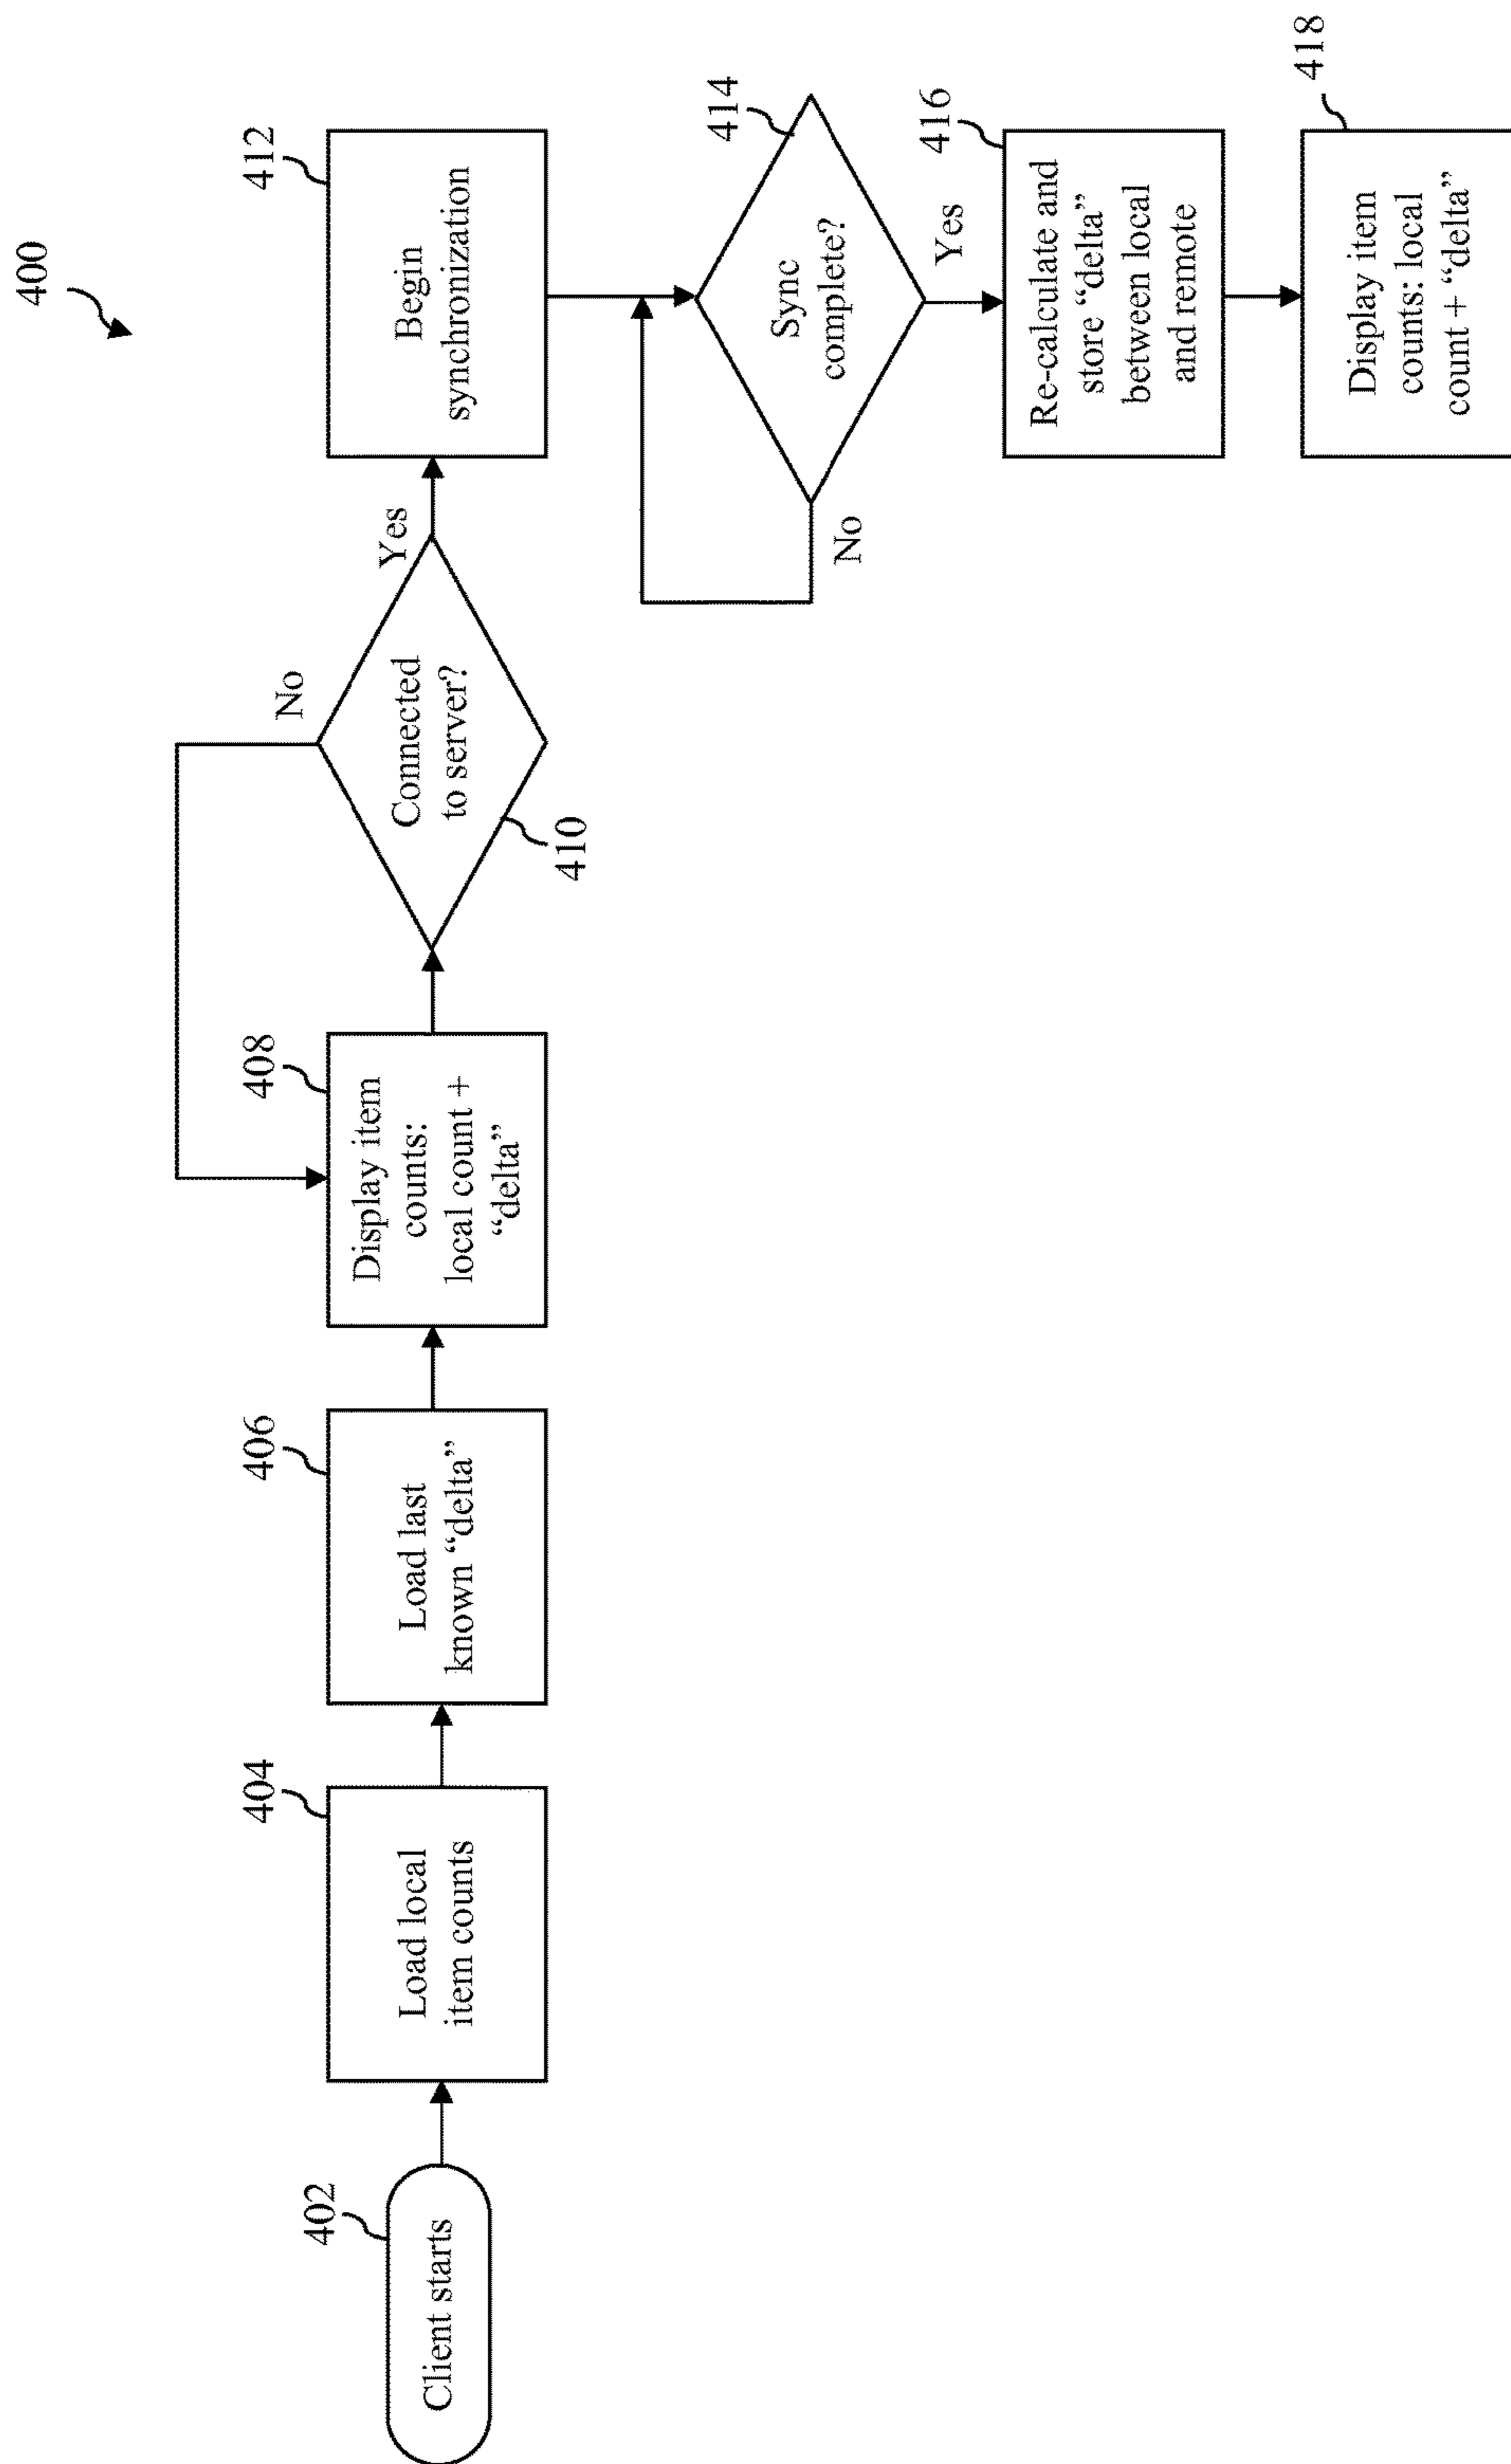 400
402
Client starts
404
Load local
item counts
406
Load last
known “delta”
408
Display item
counts:
local count +
“delta”
No
Connected
to server?
410
Yes
412
Begin
synchronization
414
Sync
complete?
No
Yes
416
Re-calculate and
store “delta”
between local
and remote
418
Display item
counts: local
count + “delta”